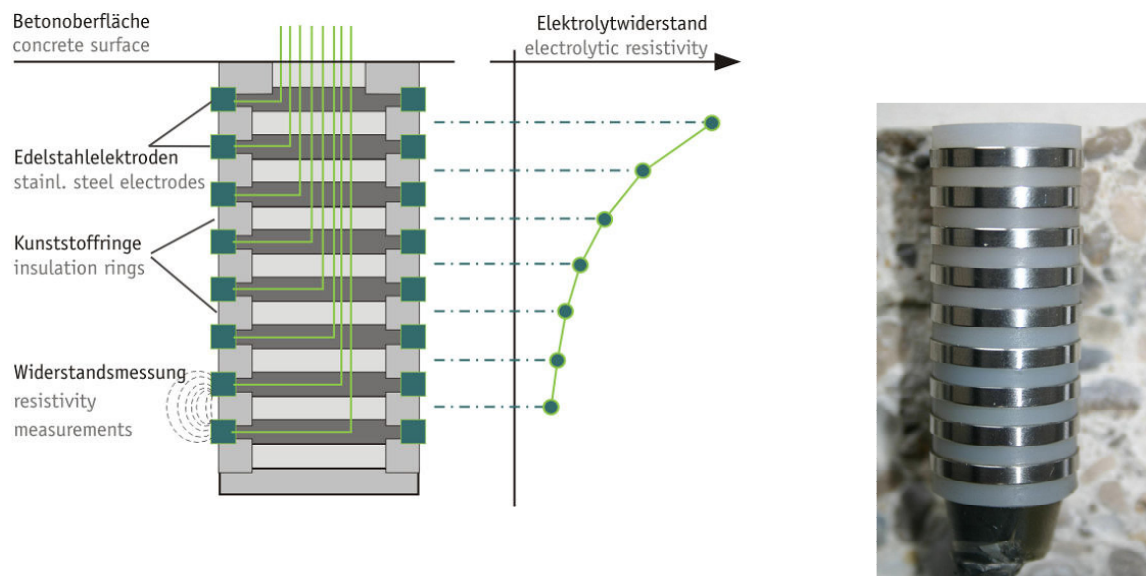 Betonoberfläche
concrete surface
Elektrolytwiderstand
electrolytic resistivity
Edelstahlelektroden
stainl. steel electrodes
Kunststoffringe
insulation rings
Widerstandsmessung
resistivity
measurements